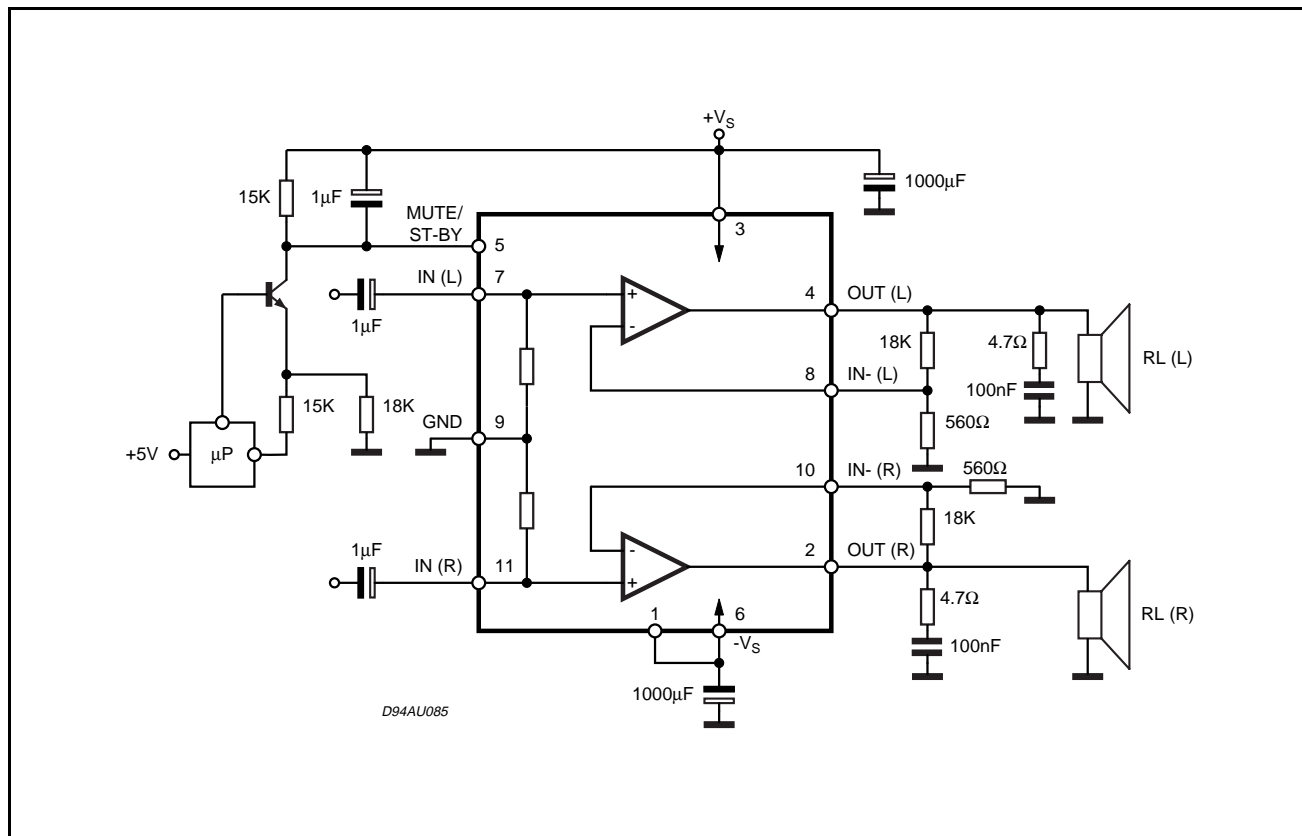 +VS
15K
1µF
1000µF
MUTE/
ST-BY
5
3
IN (L)
7
4
OUT (L)
1µF
18K
4.7Ω
RL (L)
8
IN- (L)
100nF
15K
18K
GND
9
560Ω
+5V
µP
10
IN- (R)
560Ω
18K
1µF
IN (R)
11
2
OUT (R)
4.7Ω
RL (R)
1
6
-VS
100nF
1000µF
D94AU085
+
-
-
+